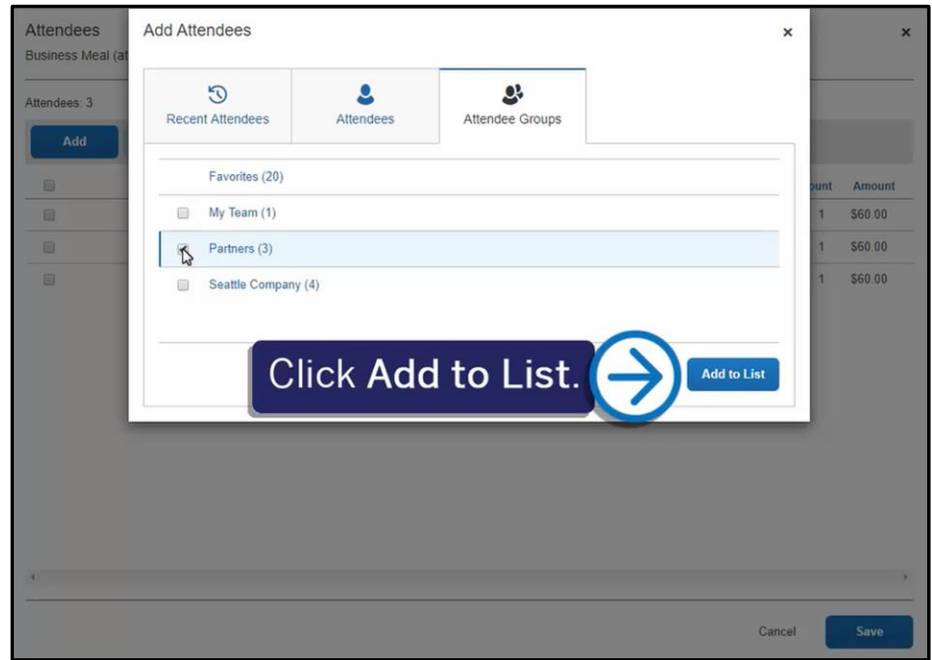 Attendees
Business Meal (at
Attendees: 3
Add
ount Amount
1 $60.00
1 $60.00
1 $60.00
Add Attendees
Recent Attendees
Attendees
Attendee Groups
Favorites (20)
My Team (1)
Partners (3)
Seattle Company (4)
Click Add to List.
Add to List
Cancel
Save